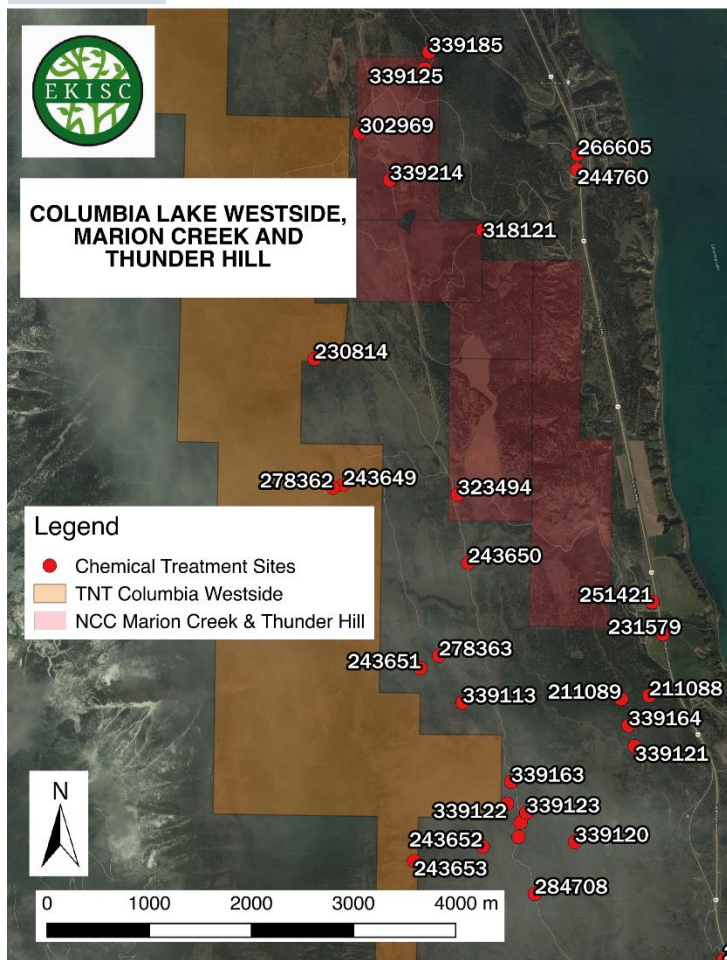 EKISC
339185
339125
302969
266605
339214
244760
COLUMBIA LAKE WESTSIDE,
MARION CREEK AND
THUNDER HILL
318121
230814
278362
243649
323494
Legend
Chemical Treatment Sites
TNT Columbia Westside
NCC Marion Creek & Thunder Hill
243650
251421
231579
278363
243651
339113
211089
211088
339164
339121
N
339163
339122
339123
243652
339120
243653
284708
0 1000 2000 3000 4000 m